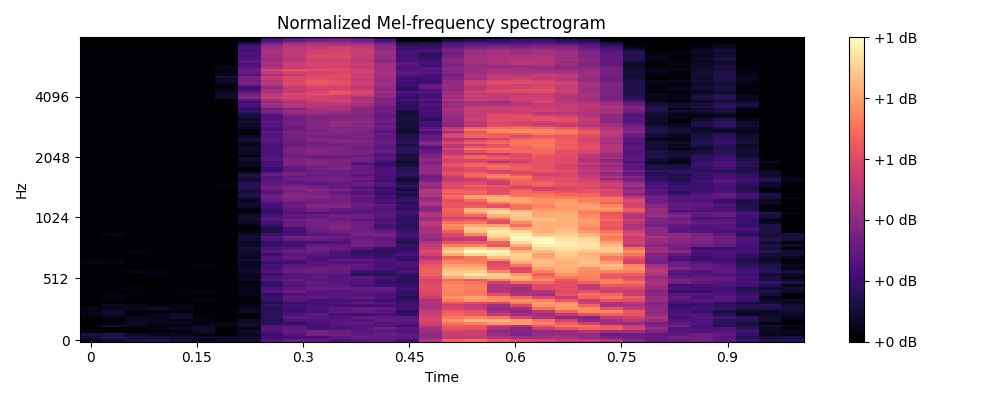 Normalized Mel-frequency spectrogram
Hz
4096
2048
1024
512
0
0 0.15 0.3 0.45 0.6 0.75 0.9
Time
+1 dB
+1 dB
+1 dB
+0 dB
+0 dB
+0 dB